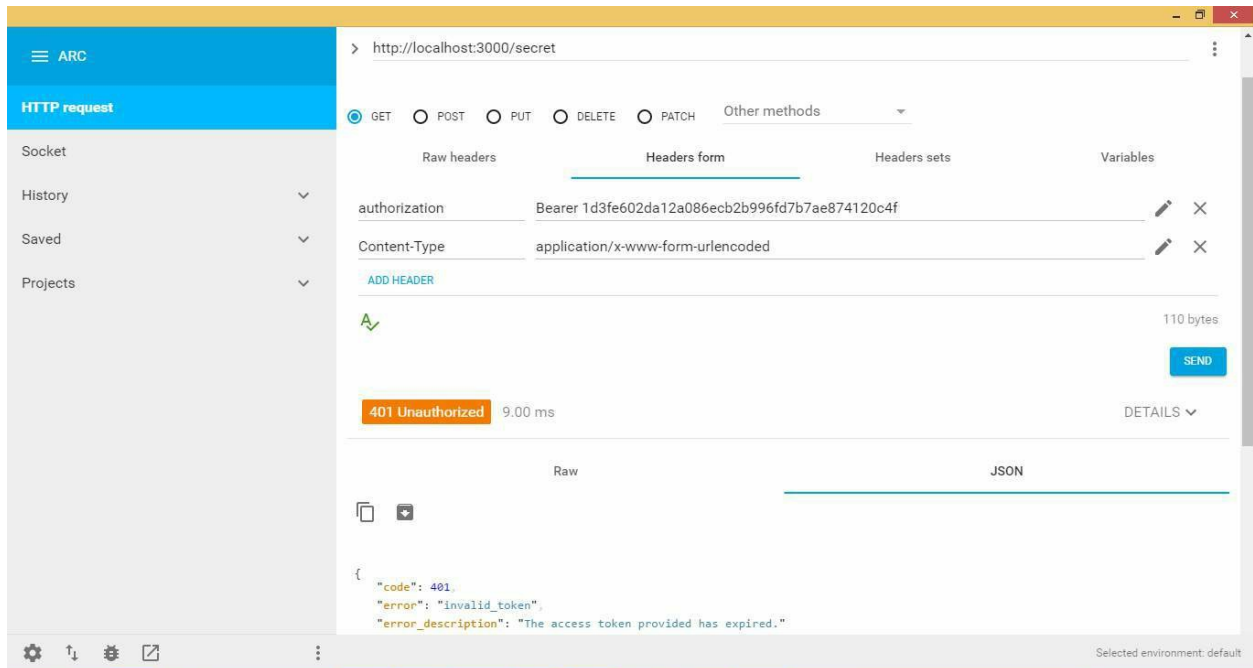 ARC
http://localhost:3000/secret
HTTP request
GET POST PUT DELETE PATCH Other methods
Socket
History
Saved
Projects
Raw headers Headers form Headers sets Variables
authorization Bearer 1d3fe602da12a086ecb2b996fd7b7ae874120c4f
Content-Type application/x-www-form-urlencoded
ADD HEADER
110 bytes
SEND
401 Unauthorized 9.00 ms DETAILS
Raw JSON
{
"code": 401,
"error": "invalid_token",
"error_description": "The access token provided has expired."
Selected environment: default